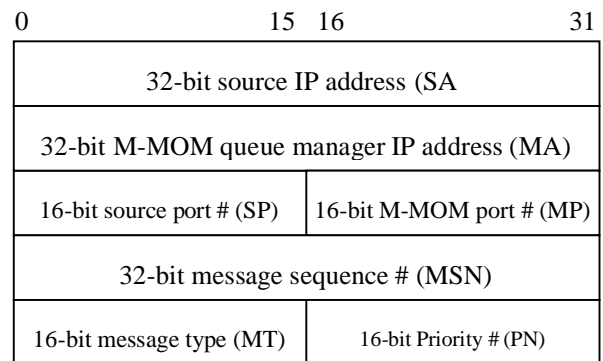 0 15 16 31
32-bit source IP address (SA
32-bit M-MOM queue manager IP address (MA)
16-bit source port # (SP) 16-bit M-MOM port # (MP)
32-bit message sequence # (MSN)
16-bit message type (MT) 16-bit Priority # (PN)